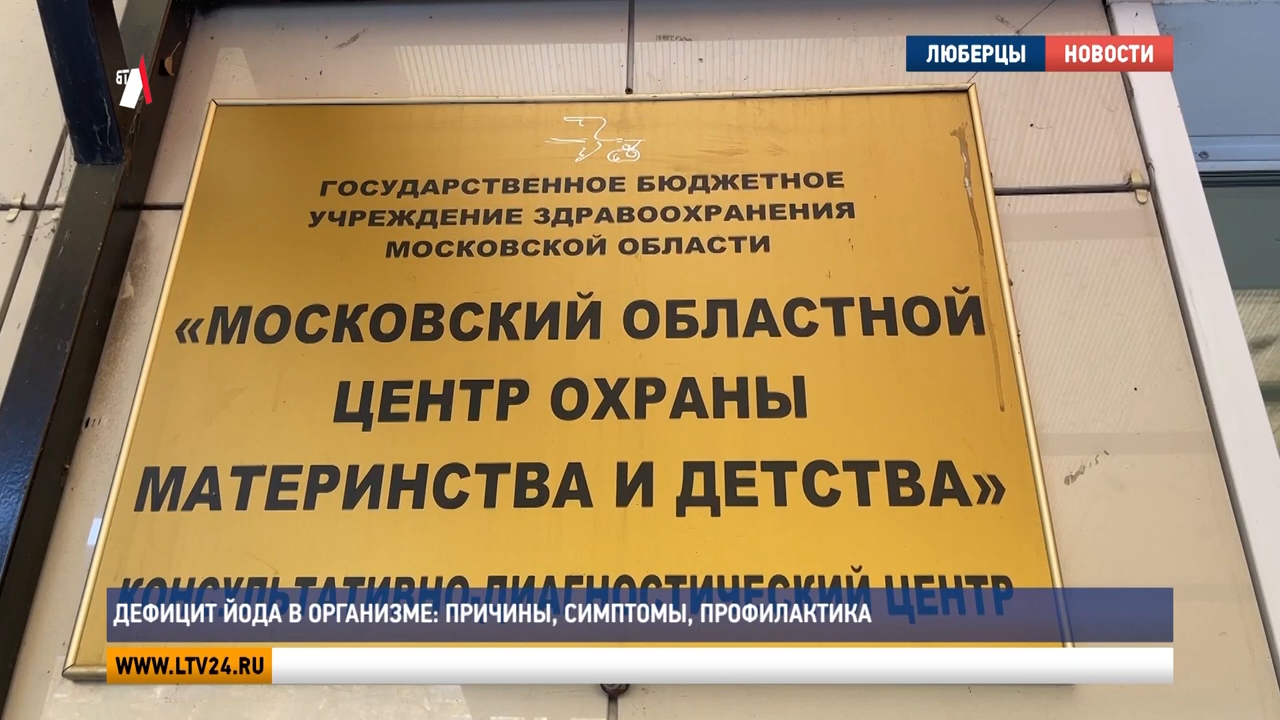 ЛТВ
ЛЮБЕРЦЫ НОВОСТИ
ГОСУДАРСТВЕННОЕ БЮДЖЕТНОЕ
УЧРЕЖДЕНИЕ ЗДРАВООХРАНЕНИЯ
МОСКОВСКОЙ ОБЛАСТИ
«МОСКОВСКИЙ ОБЛАСТНОЙ
ЦЕНТР ОХРАНЫ
МАТЕРИНСТВА И ДЕТСТВА»
КОНСУЛЬТАТИВНО-ДИАГНОСТИЧЕСКИЙ ЦЕНТР
ДЕФИЦИТ ЙОДА В ОРГАНИЗМЕ: ПРИЧИНЫ, СИМПТОМЫ, ПРОФИЛАКТИКА
WWW.LTV24.RU